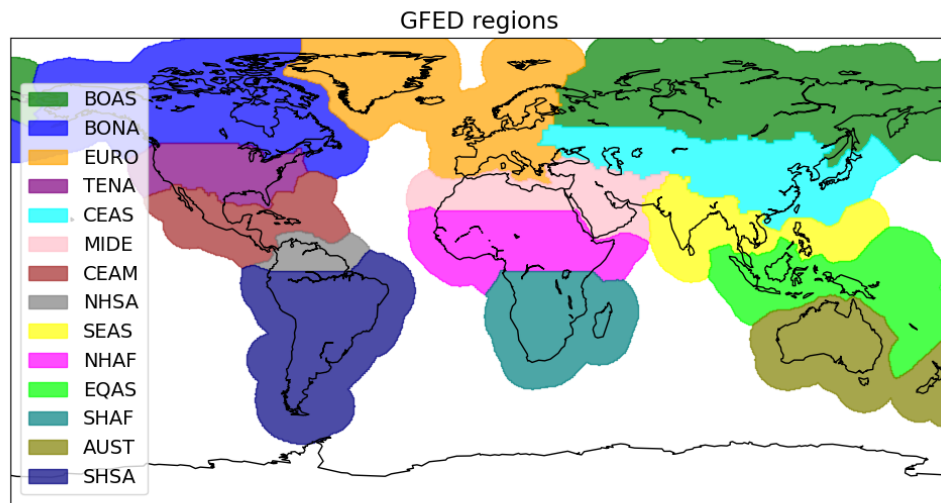 GFED regions
BOAS
BONA
EURO
TENA
CEAS
MIDE
CEAM
NHSA
SEAS
NHAF
EQAS
SHAF
AUST
SHSA